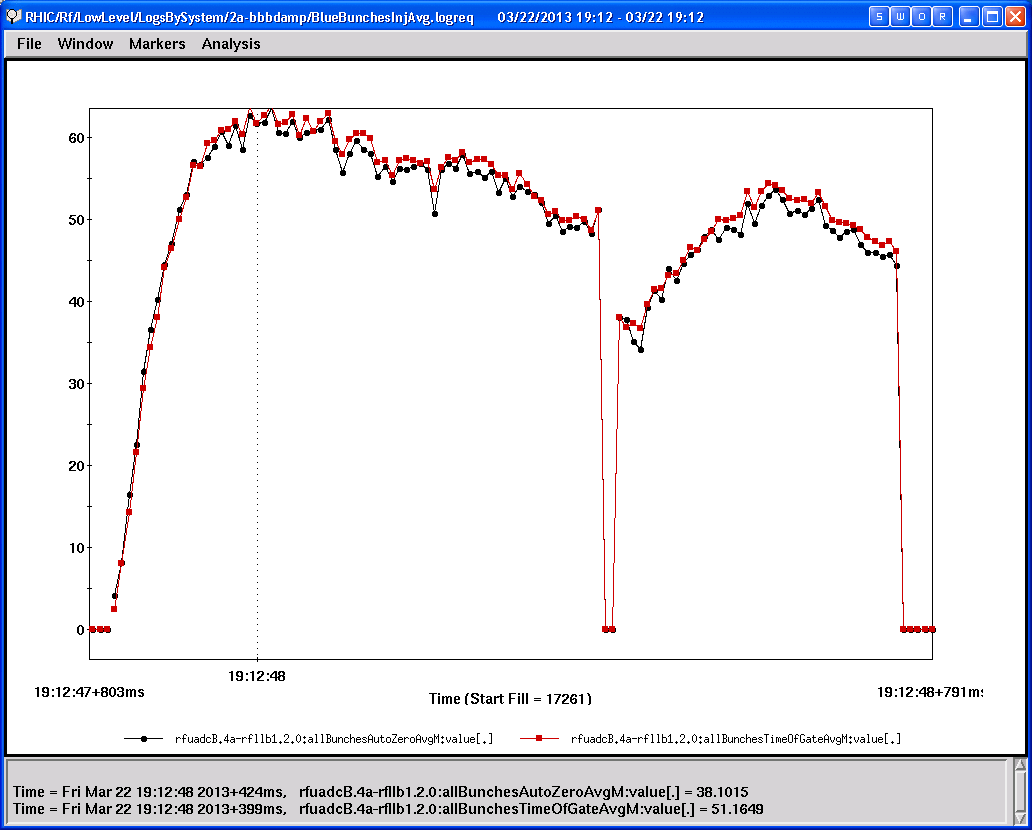 RHIC/Rf/LowLevel/LogsBySystem/2a-bbbdamp/BlueBunchesInjAvg.logreq 03/22/2013 19:12 - 03/22 19:12
S W O R
File Window Markers Analysis
60
50
40
30
20
10
0
19:12:48
19:12:47+803ms 19:12:48+791ms
Time (Start Fill = 17261)
rfuadcB.4a-rfllb1.2.0:allBunchesAutoZeroAvgM:value[.] rfuadcB.4a-rfllb1.2.0:allBunchesTimeOfGateAvgM:value[.]
Time = Fri Mar 22 19:12:48 2013+424ms, rfuadcB.4a-rfllb1.2.0:allBunchesAutoZeroAvgM:value[.] = 38.1015
Time = Fri Mar 22 19:12:48 2013+399ms, rfuadcB.4a-rfllb1.2.0:allBunchesTimeOfGateAvgM:value[.] = 51.1649